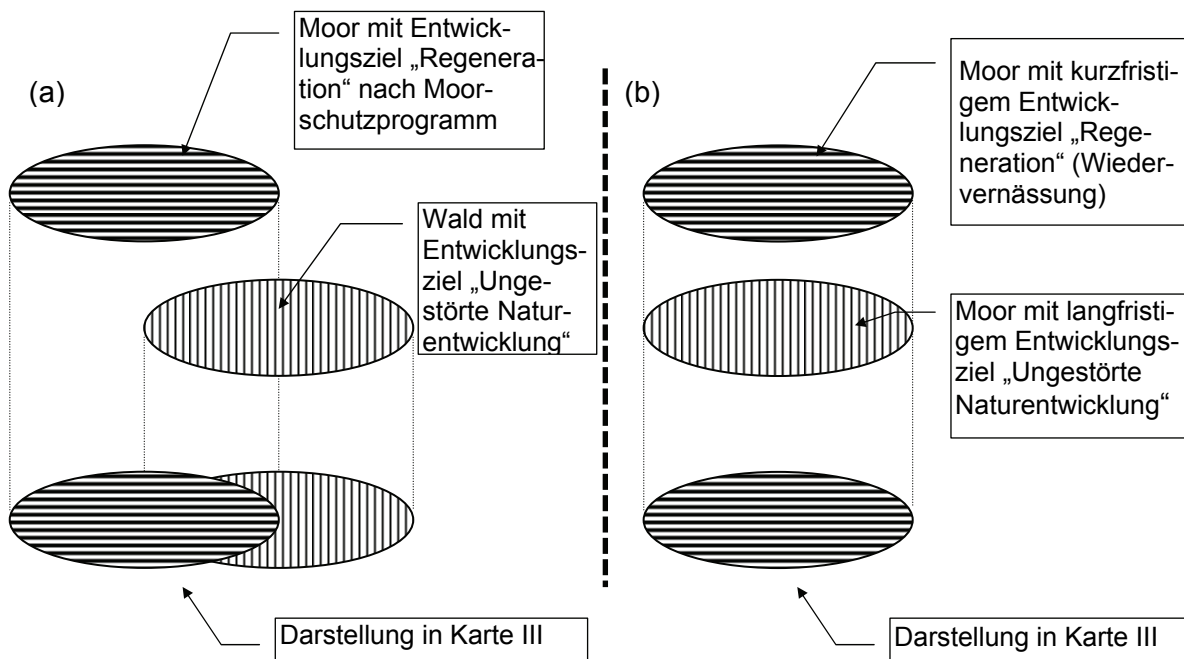 (a)
Moor mit Entwick-
lungsziel „Regenera-
tion“ nach Moor-
schutzprogramm
Wald mit
Entwicklungs-
ziel „Unge-
störte Natur-
entwicklung“
Darstellung in Karte III
(b)
Moor mit kurzfristi-
gem Entwick-
lungsziel „Rege-
neration“ (Wieder-
vernässung)
Moor mit langfristi-
gem Entwicklungs-
ziel „Ungestörte
Naturentwicklung“
Darstellung in Karte III